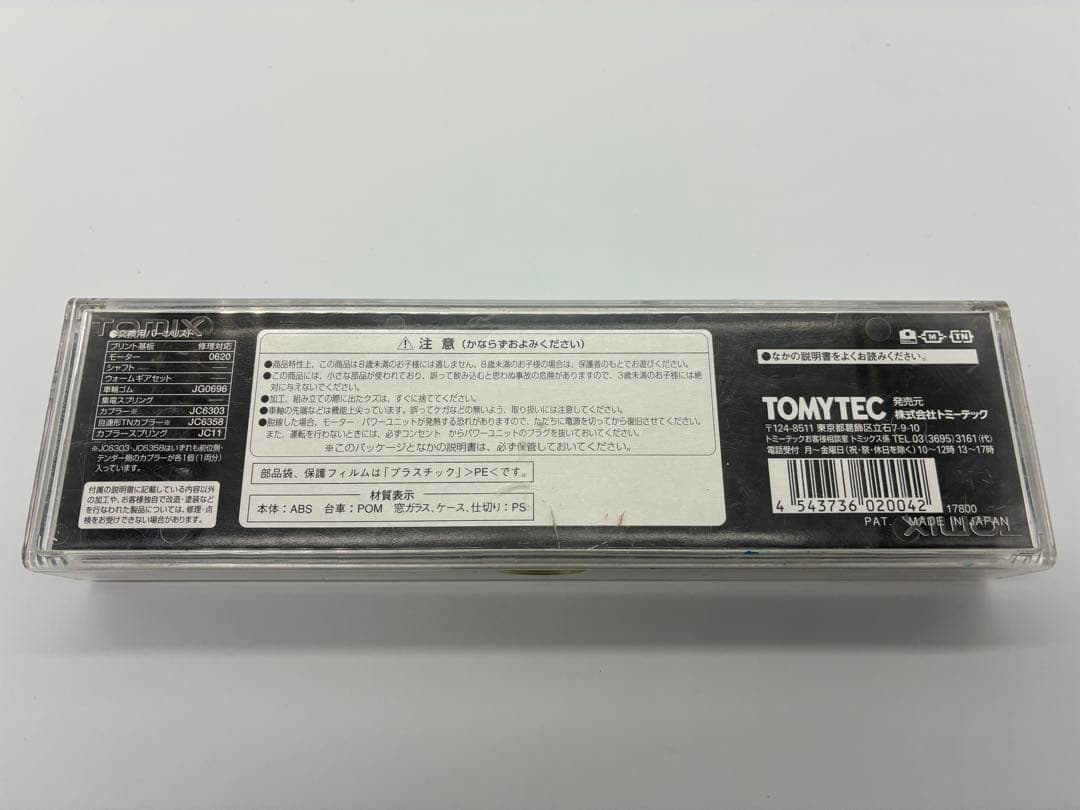 TOMIX
●交換用パーツリスト
プリント基板 修理対応
モーター 0620
シャフト ——
ウォームギアセット
車輪ゴム JG0696
集電スプリング ——
カプラー※ JC6303
自連形TNカプラー※ JC6358
カプラースプリング JC11
※JC6303・JC6358はいずれも前位側・
テンダー側のカプラーが各1個（1両分）
入っています。
付属の説明書に記載している内容以外
の加工や、お客様独自で改造・塗装など
を行なわれた製品については、修理・点
検をお受けできない場合があります。
⚠ 注 意 （かならずおよみください）
●商品特性上、この商品は８歳未満のお子様には適しません。８歳未満のお子様の場合は、保護者のもとでお遊びください。
●この商品には、小さな部品が使われており、誤って飲み込むと思わぬ事故の危険がありますので、３歳未満のお子様には絶
対に与えないでください。
●加工、組み立ての際に出たクズは、すぐに捨ててください。
●車軸の先端などは機能上尖っています。誤ってケガなどの無いよう、取り扱いには注意してください。
●脱線した場合、モーター・パワーユニットが発熱する恐れがありますので、ただちに電源を切ってから復旧させてください。
また、運転を行わないときには、必ずコンセント からパワーユニットのプラグを抜いておいてください。
※このパッケージとなかの説明書は、必ず保管しておいてください。
部品袋、保護フィルムは「プラスチック」＞PE＜です。
材質表示
本体：ABS 台車：POM 窓ガラス、ケース、仕切り：PS
M TN
●なかの説明書をよくお読みください。
TOMYTEC 発売元 株式会社トミーテック
〒124-8511 東京都葛飾区立石7-9-10
トミーテックお客様相談室 トミックス係 TEL.03(3695)3161(代)
電話受付 月〜金曜日(祝・祭・休日を除く) 10〜12時 13〜17時
4 543736 020042
17800
PAT. MADE IN JAPAN
TOMIX